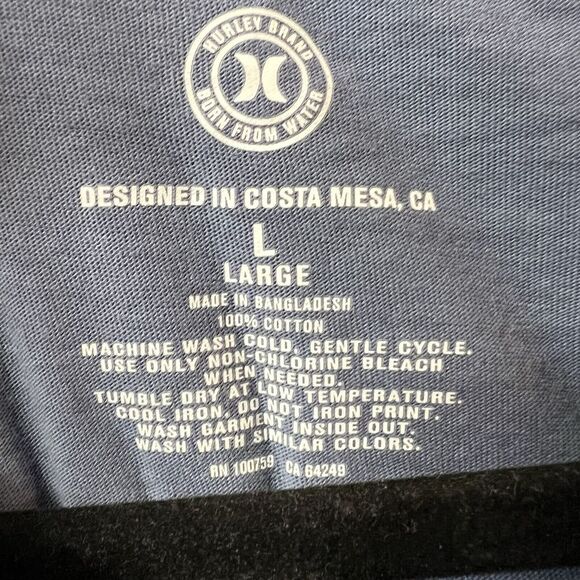 HURLEY BRAND
BORN FROM WATER
DESIGNED IN COSTA MESA, CA
L
LARGE
MADE IN BANGLADESH
100% COTTON
MACHINE WASH COLD, GENTLE CYCLE.
USE ONLY NON-CHLORINE BLEACH
WHEN NEEDED.
TUMBLE DRY AT LOW TEMPERATURE.
COOL IRON, DO NOT IRON PRINT.
WASH GARMENT INSIDE OUT.
WASH WITH SIMILAR COLORS.
RN 100759 CA 64249